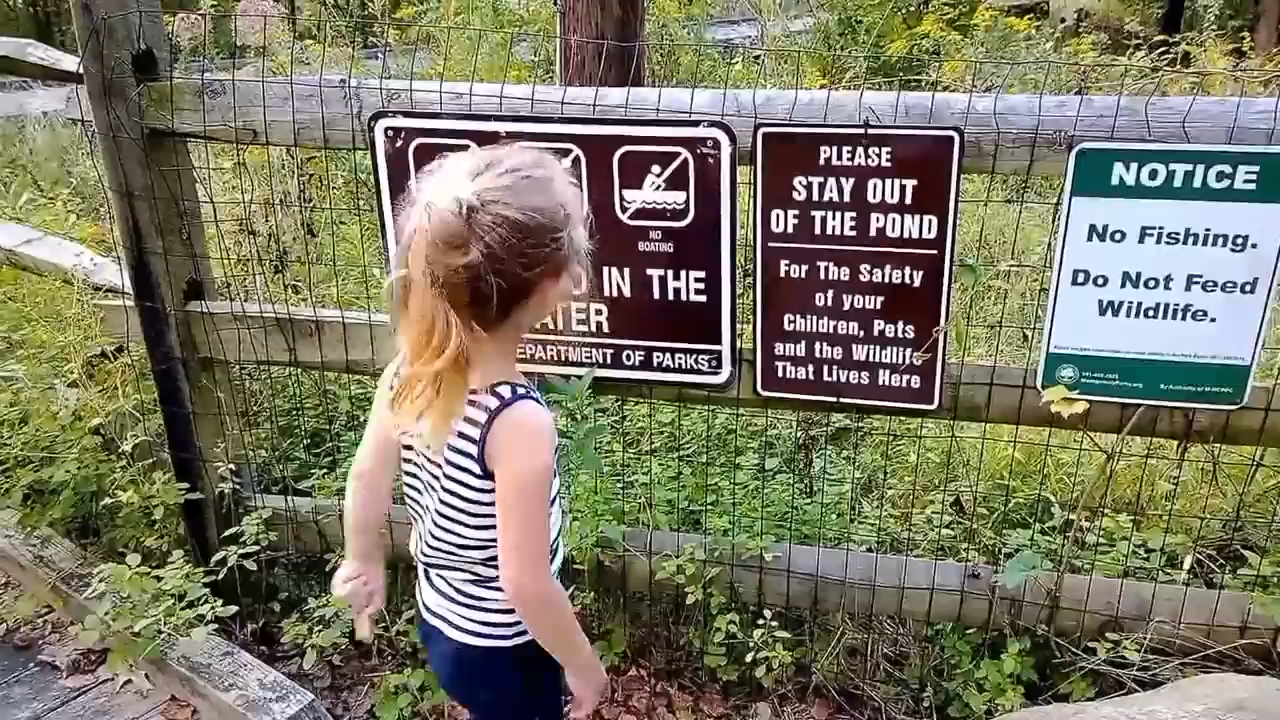 NO
BOATING
IN THE
ATER
EPARTMENT OF PARKS
PLEASE
STAY OUT
OF THE POND
For The Safety
of your
Children, Pets
and the Wildlife
That Lives Here
NOTICE
No Fishing.
Do Not Feed
Wildlife.